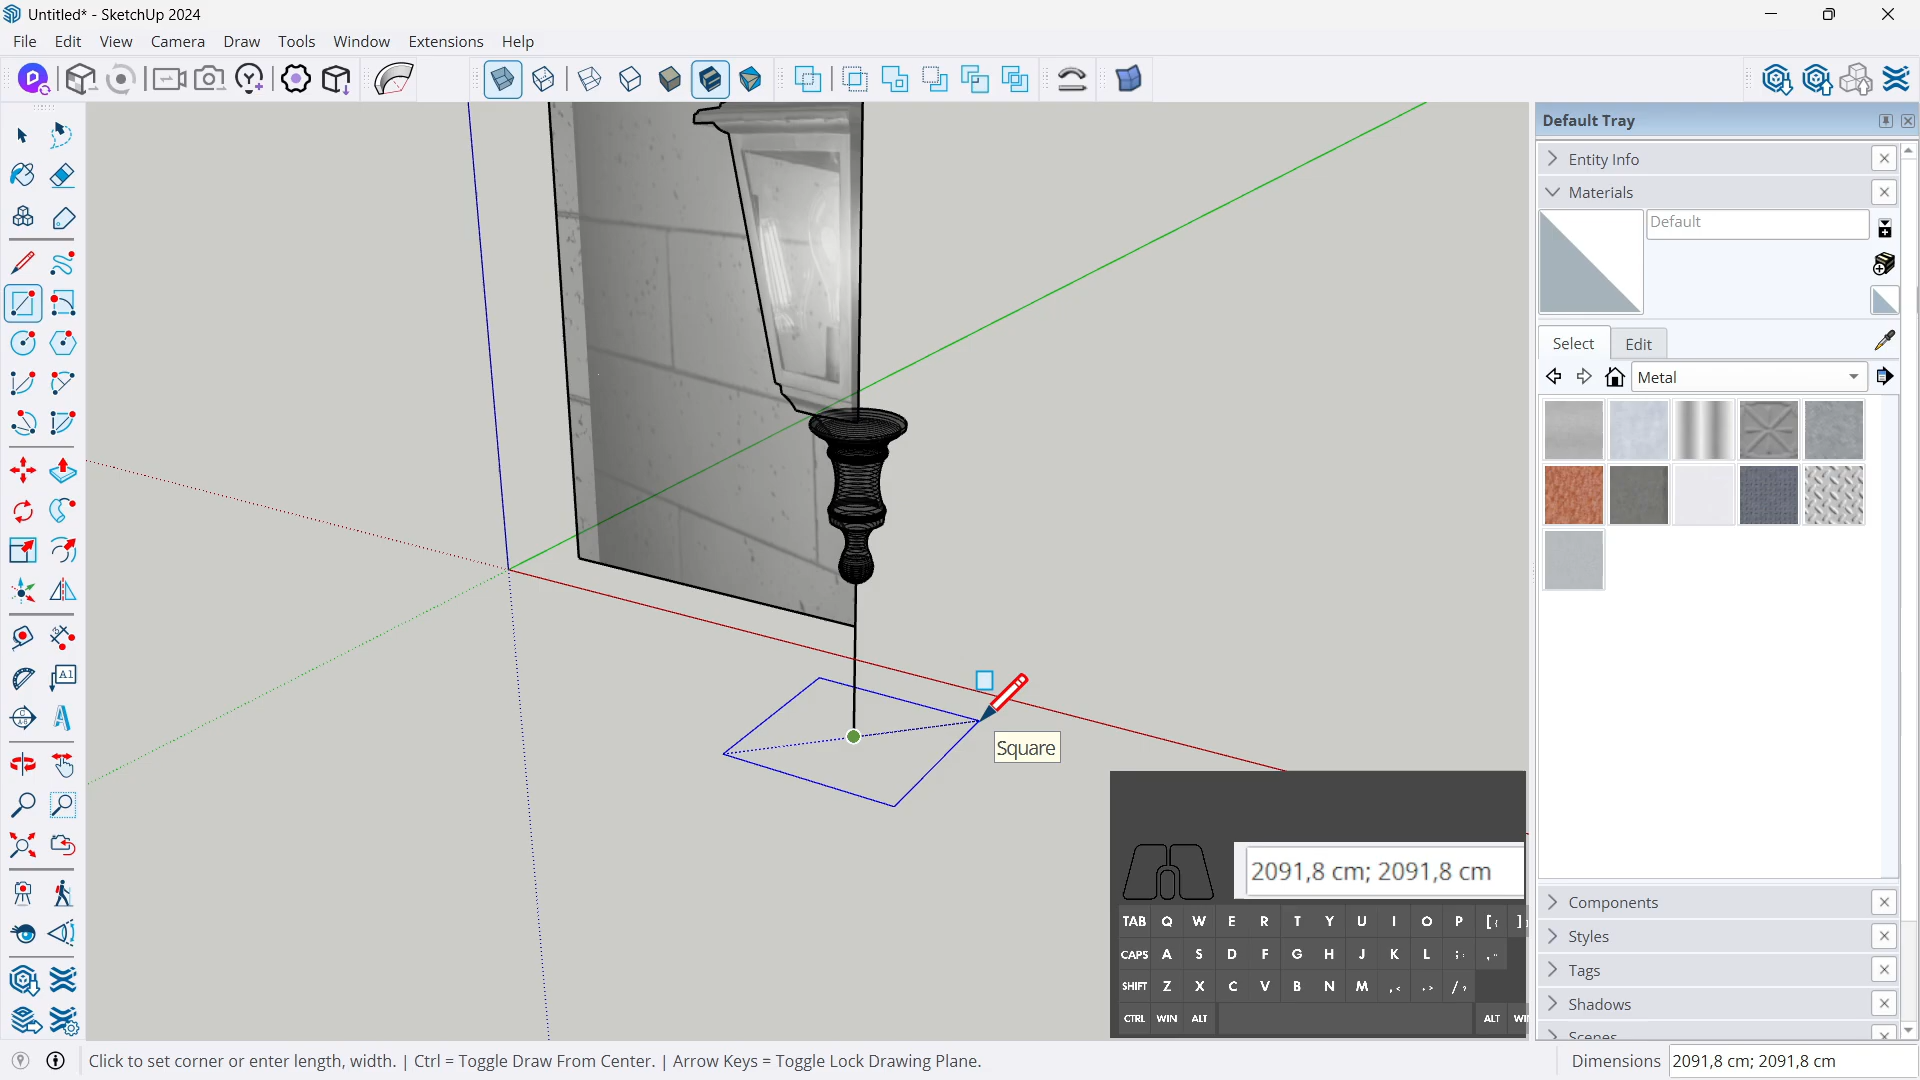 Untitled* - SketchUp 2024
File Edit View Camera Draw Tools Window Extensions Help
Default Tray
Entity Info
Materials
Default
Select Edit
Metal
A1
Square
2091,8 cm; 2091,8 cm
TAB Q W E R T Y U I O P [{ ]
CAPS A S D F G H J K L ;: ,"
SHIFT Z X C V B N M ,< .> /?
CTRL WIN ALT ALT WI
Components
Styles
Tags
Shadows
Scenes
Click to set corner or enter length, width. | Ctrl = Toggle Draw From Center. | Arrow Keys = Toggle Lock Drawing Plane.
Dimensions 2091,8 cm; 2091,8 cm